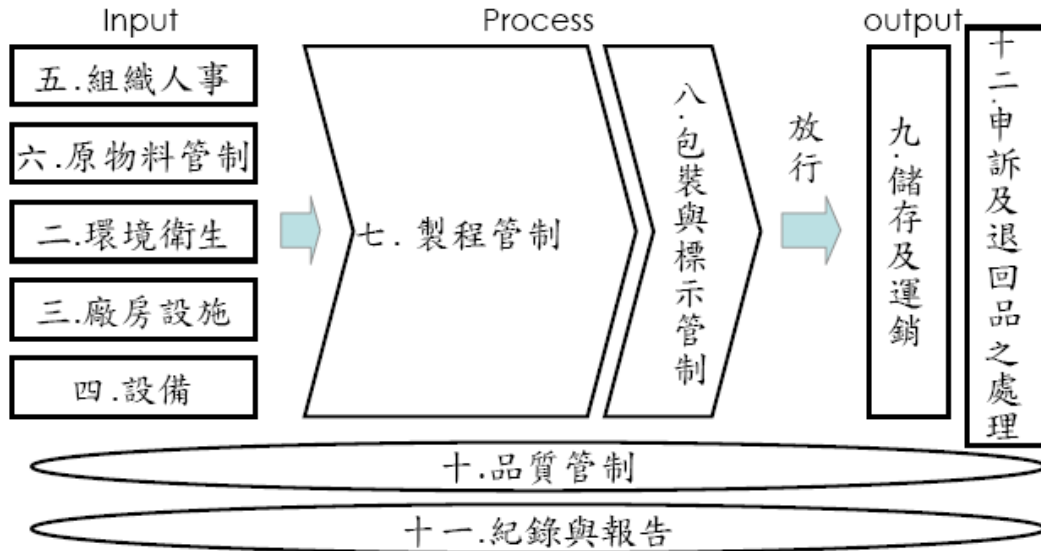 Input
Process
output
五.組織人事
六.原物料管制
二.環境衛生
三.廠房設施
四.設備
七.製程管制
八.包裝與標示管制
放行
九.儲存及運銷
十二.申訴及退回品之處理
十.品質管制
十一.紀錄與報告